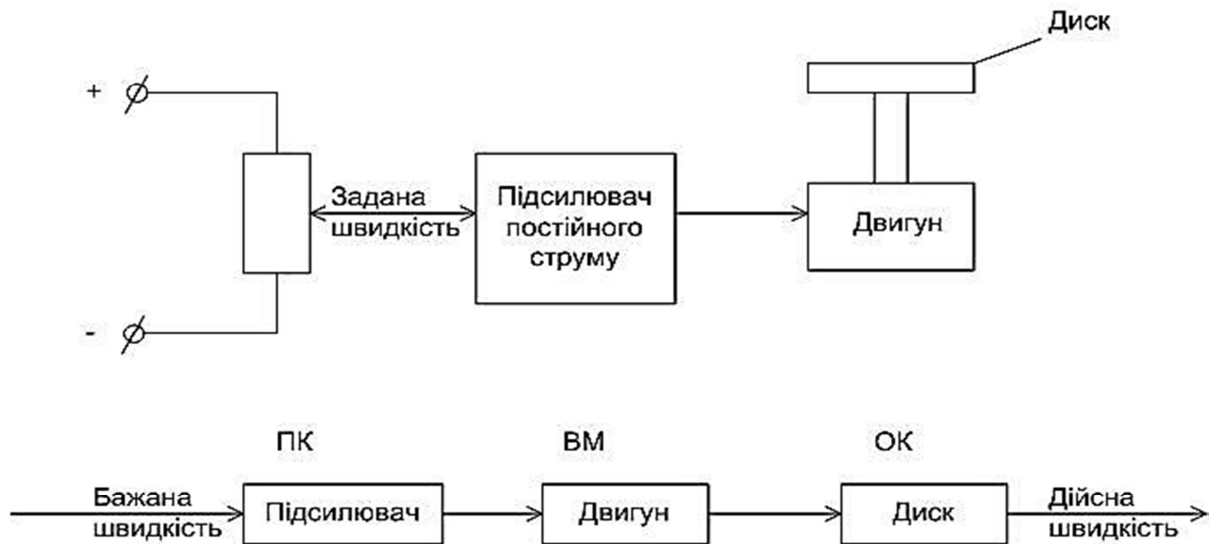 Диск
+
Задана
швидкість
Підсилювач
постійного
струму
Двигун
-
ПК
ВМ
ОК
Бажана
швидкість
Підсилювач
Двигун
Диск
Дійсна
швидкість